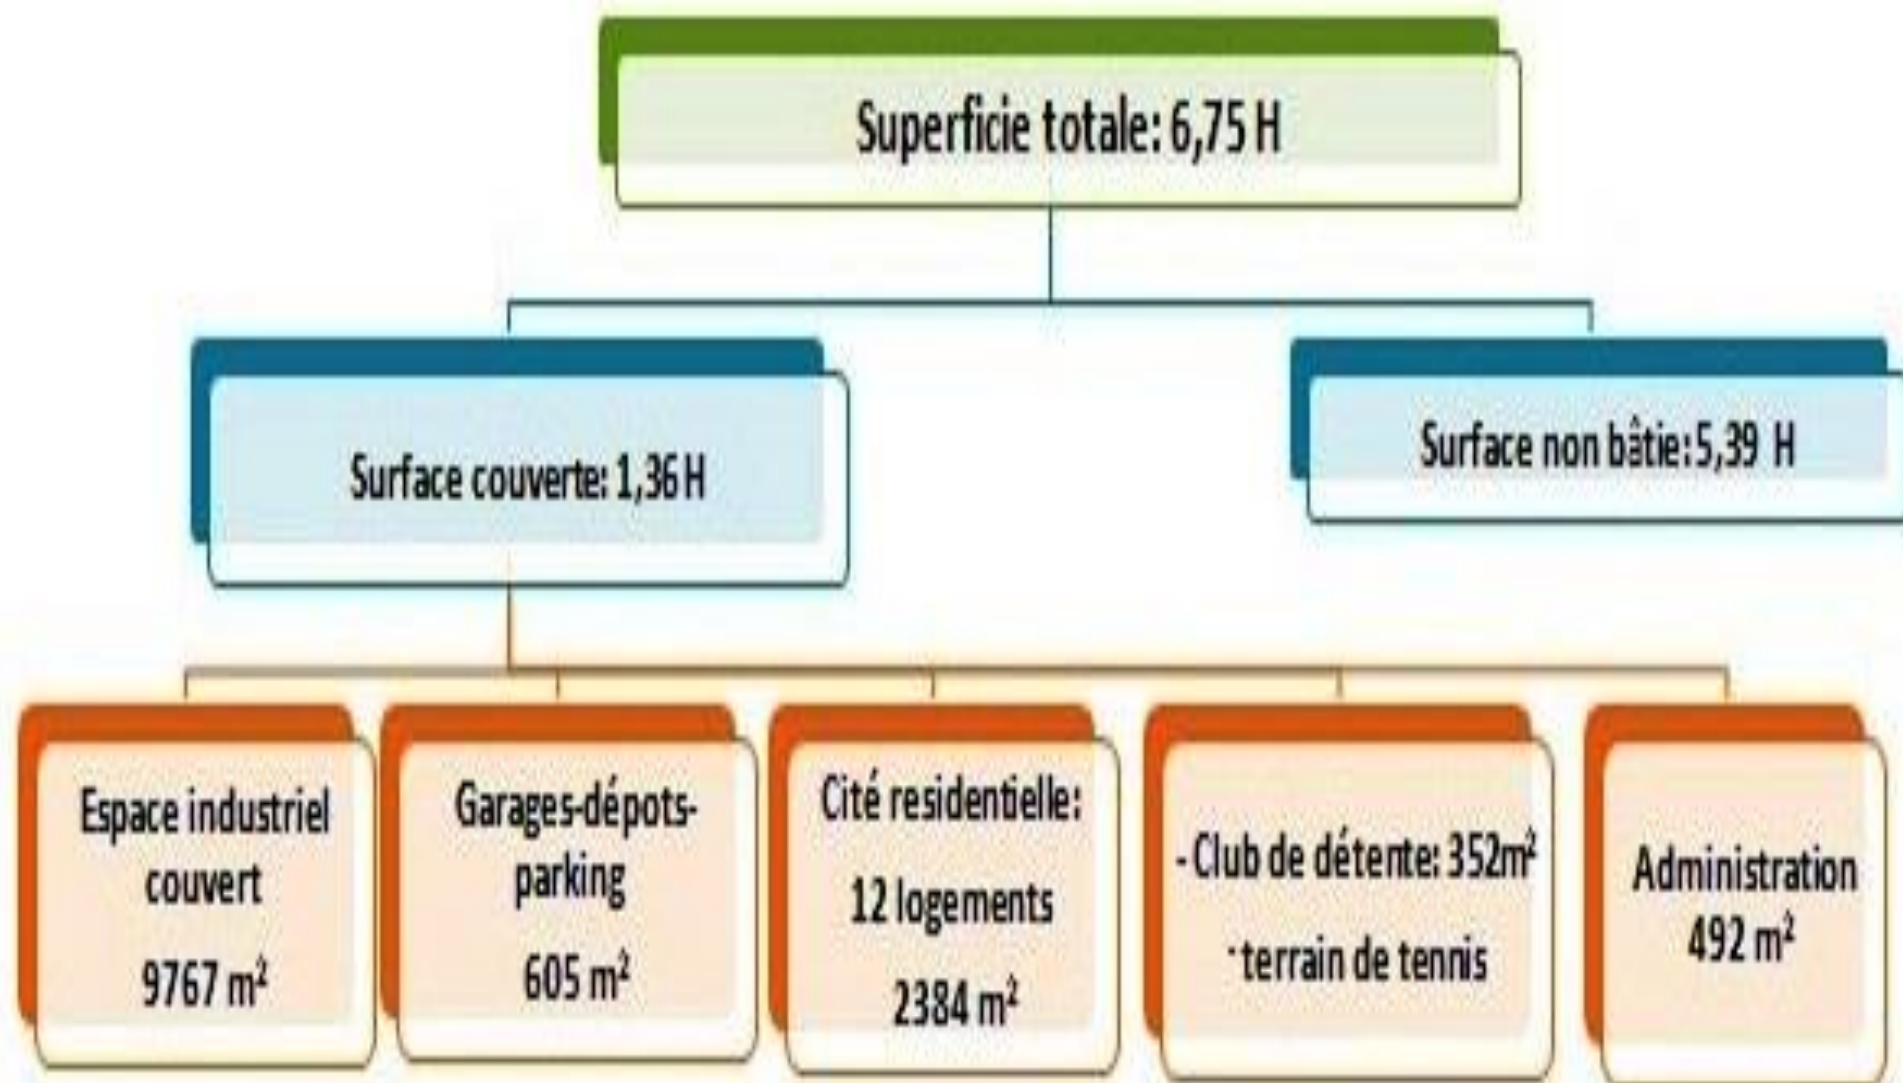 Superficie totale: 6,75 H
Surface couverte: 1,36 H
Surface non bâtie: 5,39 H
Espace industriel
couvert
9767 m²
Garages-dépots-
parking
605 m²
Cité residentielle:
12 logements
2384 m²
- Club de détente: 352m²
- terrain de tennis
Administration
492 m²